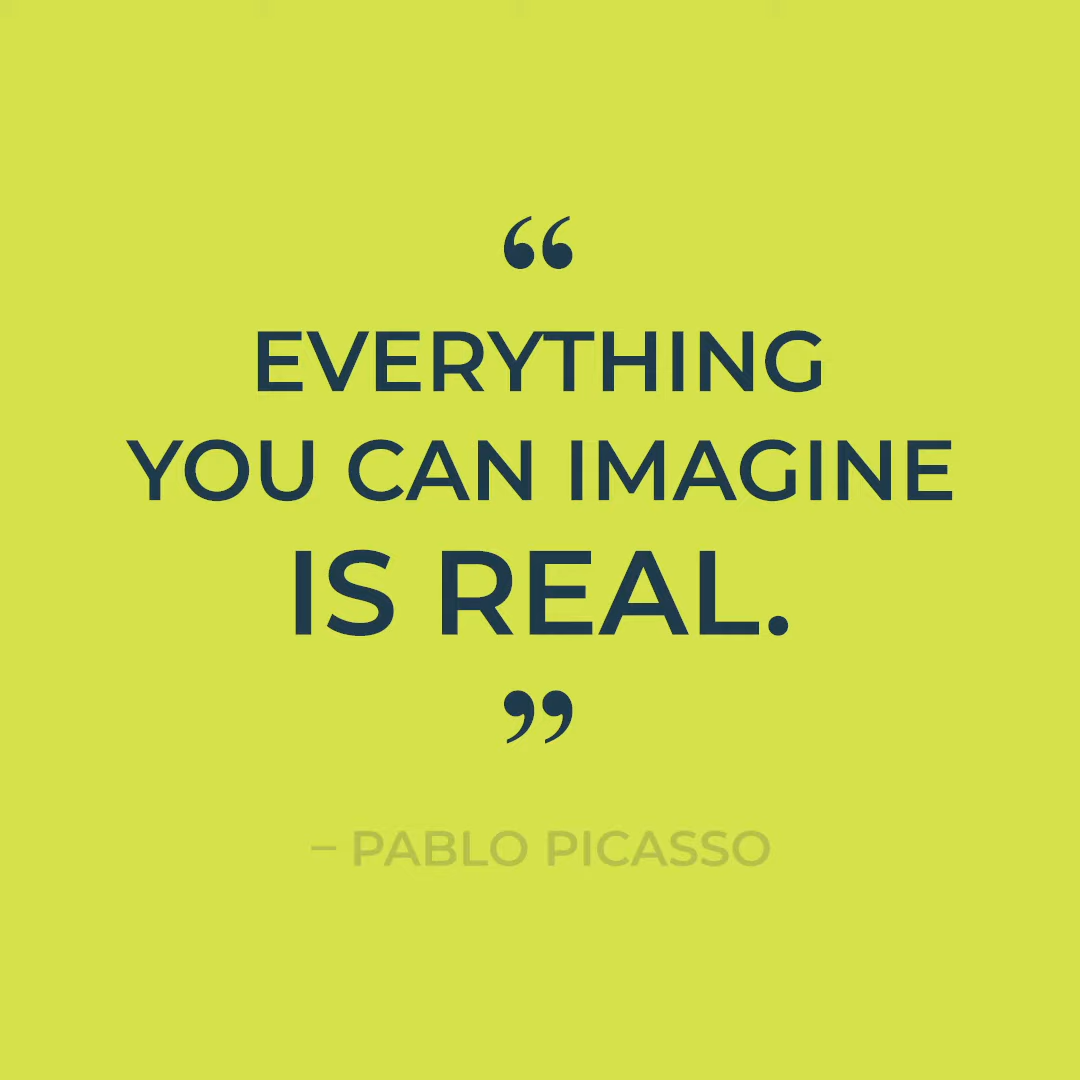 “
EVERYTHING
YOU CAN IMAGINE
IS REAL.
”
– PABLO PICASSO